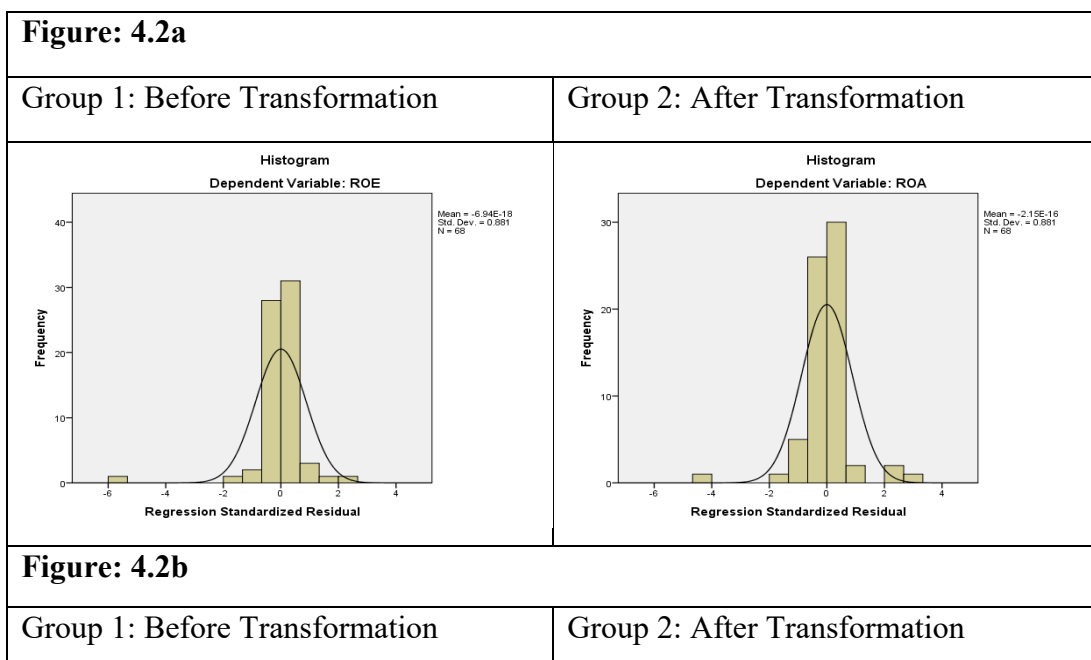 Figure: 4.2a
Group 1: Before Transformation
Group 2: After Transformation
Histogram
Dependent Variable: ROE
Mean = -6.94E-18
Std. Dev. = 0.881
N = 68
40
30
20
10
0
Frequency
-6 -4 -2 0 2 4
Regression Standardized Residual
Histogram
Dependent Variable: ROA
Mean = -2.15E-16
Std. Dev. = 0.881
N = 68
30
20
10
0
Frequency
-6 -4 -2 0 2 4
Regression Standardized Residual
Figure: 4.2b
Group 1: Before Transformation
Group 2: After Transformation